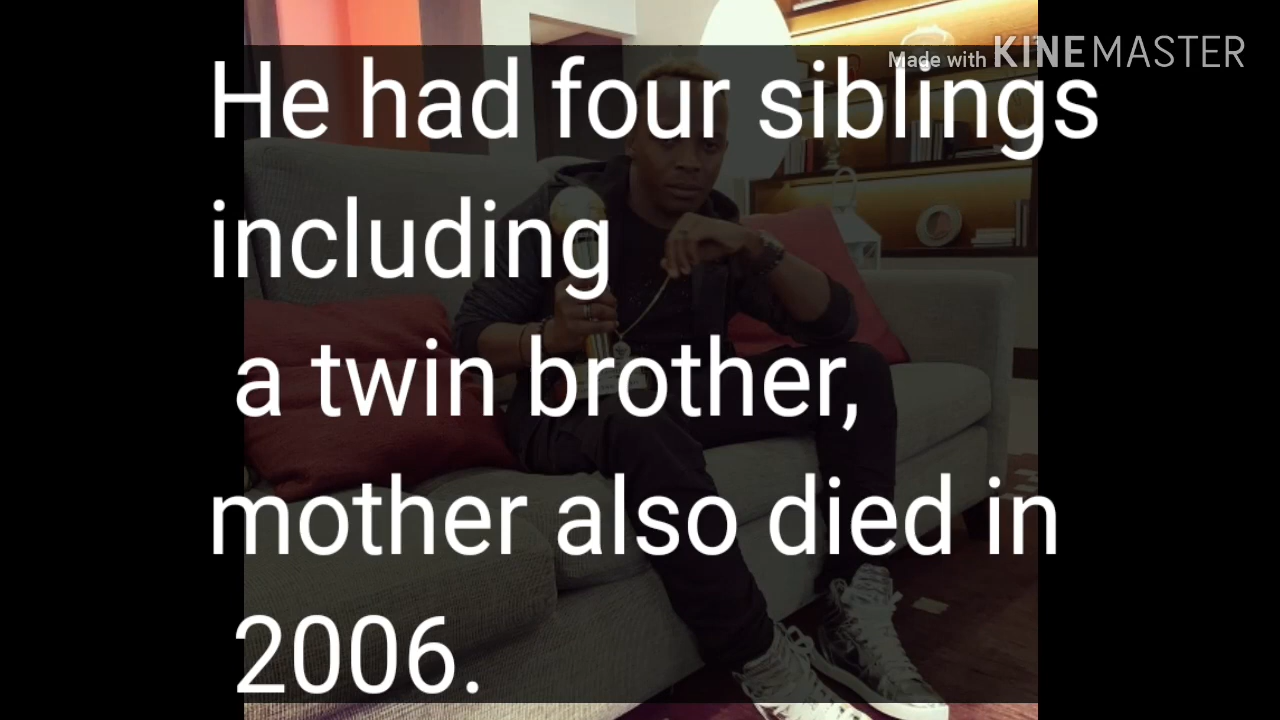 Made with KINEMASTER
He had four siblings
including
a twin brother,
mother also died in
2006.